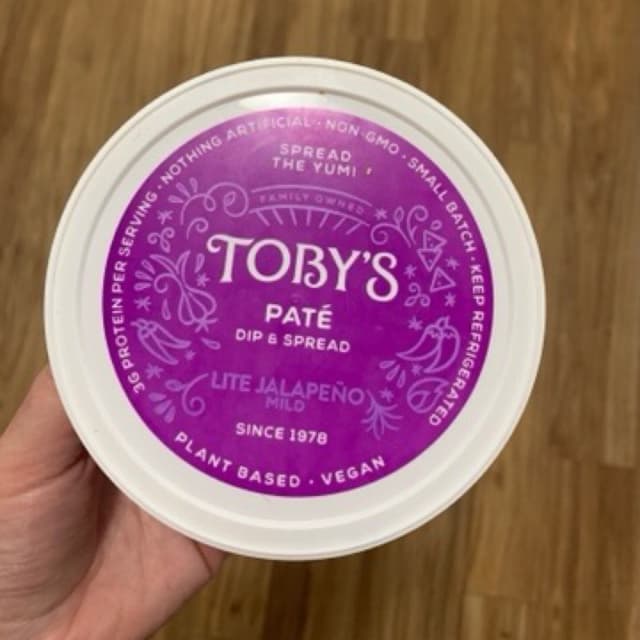 3G PROTEIN PER SERVING · NOTHING ARTIFICIAL · NON-GMO · SMALL BATCH · KEEP REFRIGERATED
SPREAD
THE YUM!
FAMILY OWNED
TOBY'S
PATÉ
DIP & SPREAD
LITE JALAPEÑO
MILD
SINCE 1978
PLANT BASED · VEGAN